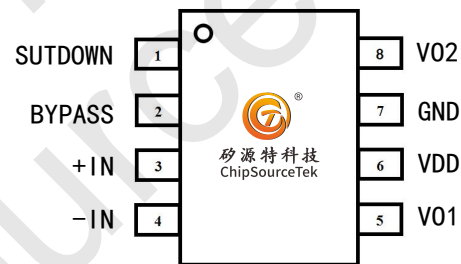 SUTDOWN 1 8 VO2
BYPASS 2 7 GND
+IN 3 6 VDD
-IN 4 5 VO1
®
矽源特科技
ChipSourceTek